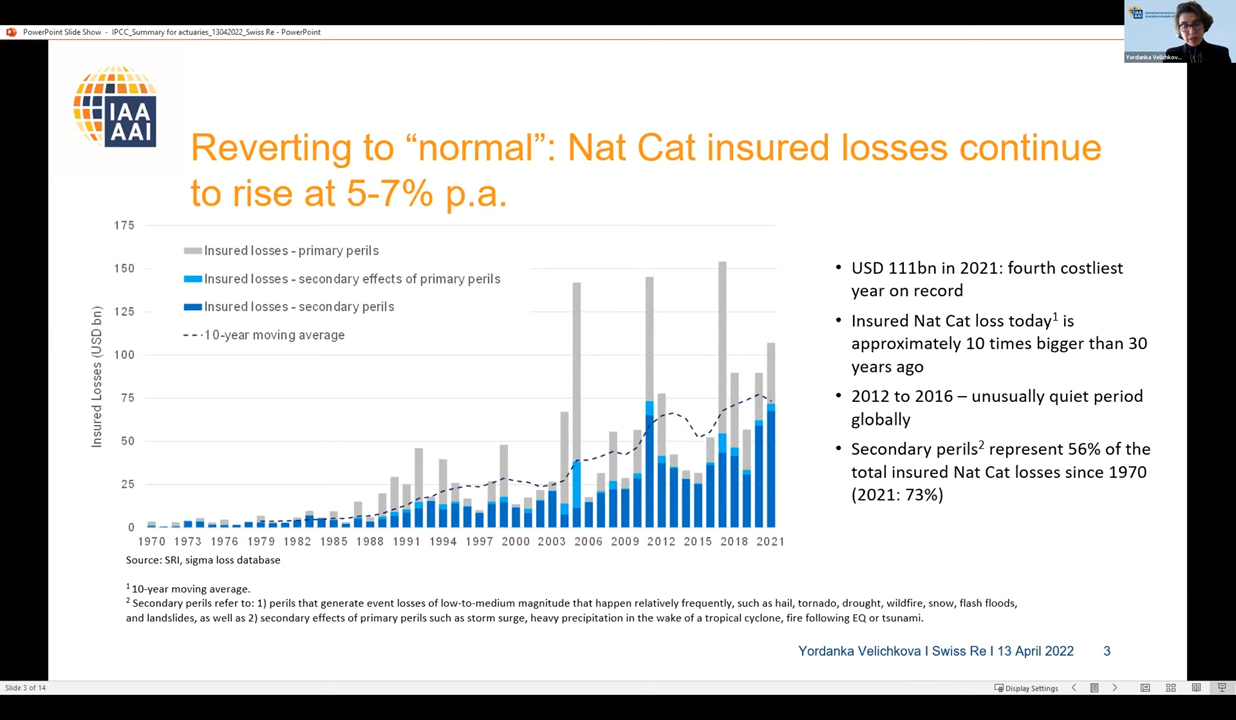 PowerPoint Slide Show - IPCC_Summary for actuaries_13042022_Swiss Re - PowerPoint
IAA
AAI
Yordanka Velichkov...
IAA
AAI
Reverting to “normal”: Nat Cat insured losses continue
to rise at 5-7% p.a.
175
150
125
100
75
50
25
0
Insured Losses (USD bn)
Insured losses - primary perils
Insured losses - secondary effects of primary perils
Insured losses - secondary perils
10-year moving average
1970 1973 1976 1979 1982 1985 1988 1991 1994 1997 2000 2003 2006 2009 2012 2015 2018 2021
Source: SRI, sigma loss database
• USD 111bn in 2021: fourth costliest
year on record
• Insured Nat Cat loss today¹ is
approximately 10 times bigger than 30
years ago
• 2012 to 2016 – unusually quiet period
globally
• Secondary perils² represent 56% of the
total insured Nat Cat losses since 1970
(2021: 73%)
¹ 10-year moving average.
² Secondary perils refer to: 1) perils that generate event losses of low-to-medium magnitude that happen relatively frequently, such as hail, tornado, drought, wildfire, snow, flash floods,
and landslides, as well as 2) secondary effects of primary perils such as storm surge, heavy precipitation in the wake of a tropical cyclone, fire following EQ or tsunami.
Yordanka Velichkova I Swiss Re I 13 April 2022 3
Slide 3 of 14
Display Settings